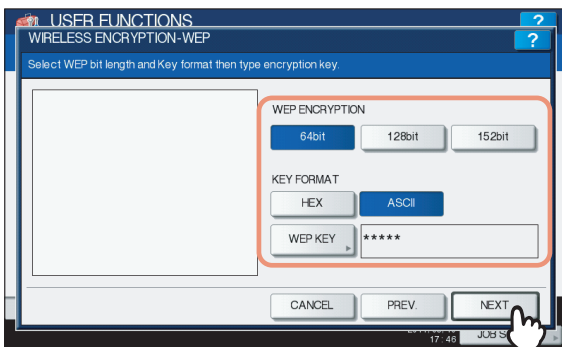 USER FUNCTIONS
?
WIRELESS ENCRYPTION-WEP
?
Select WEP bit length and Key format then type encryption key.
WEP ENCRYPTION
64bit 128bit 152bit
KEY FORMAT
HEX ASCII
WEP KEY *****
CANCEL PREV. NEXT
17:46 JOB S